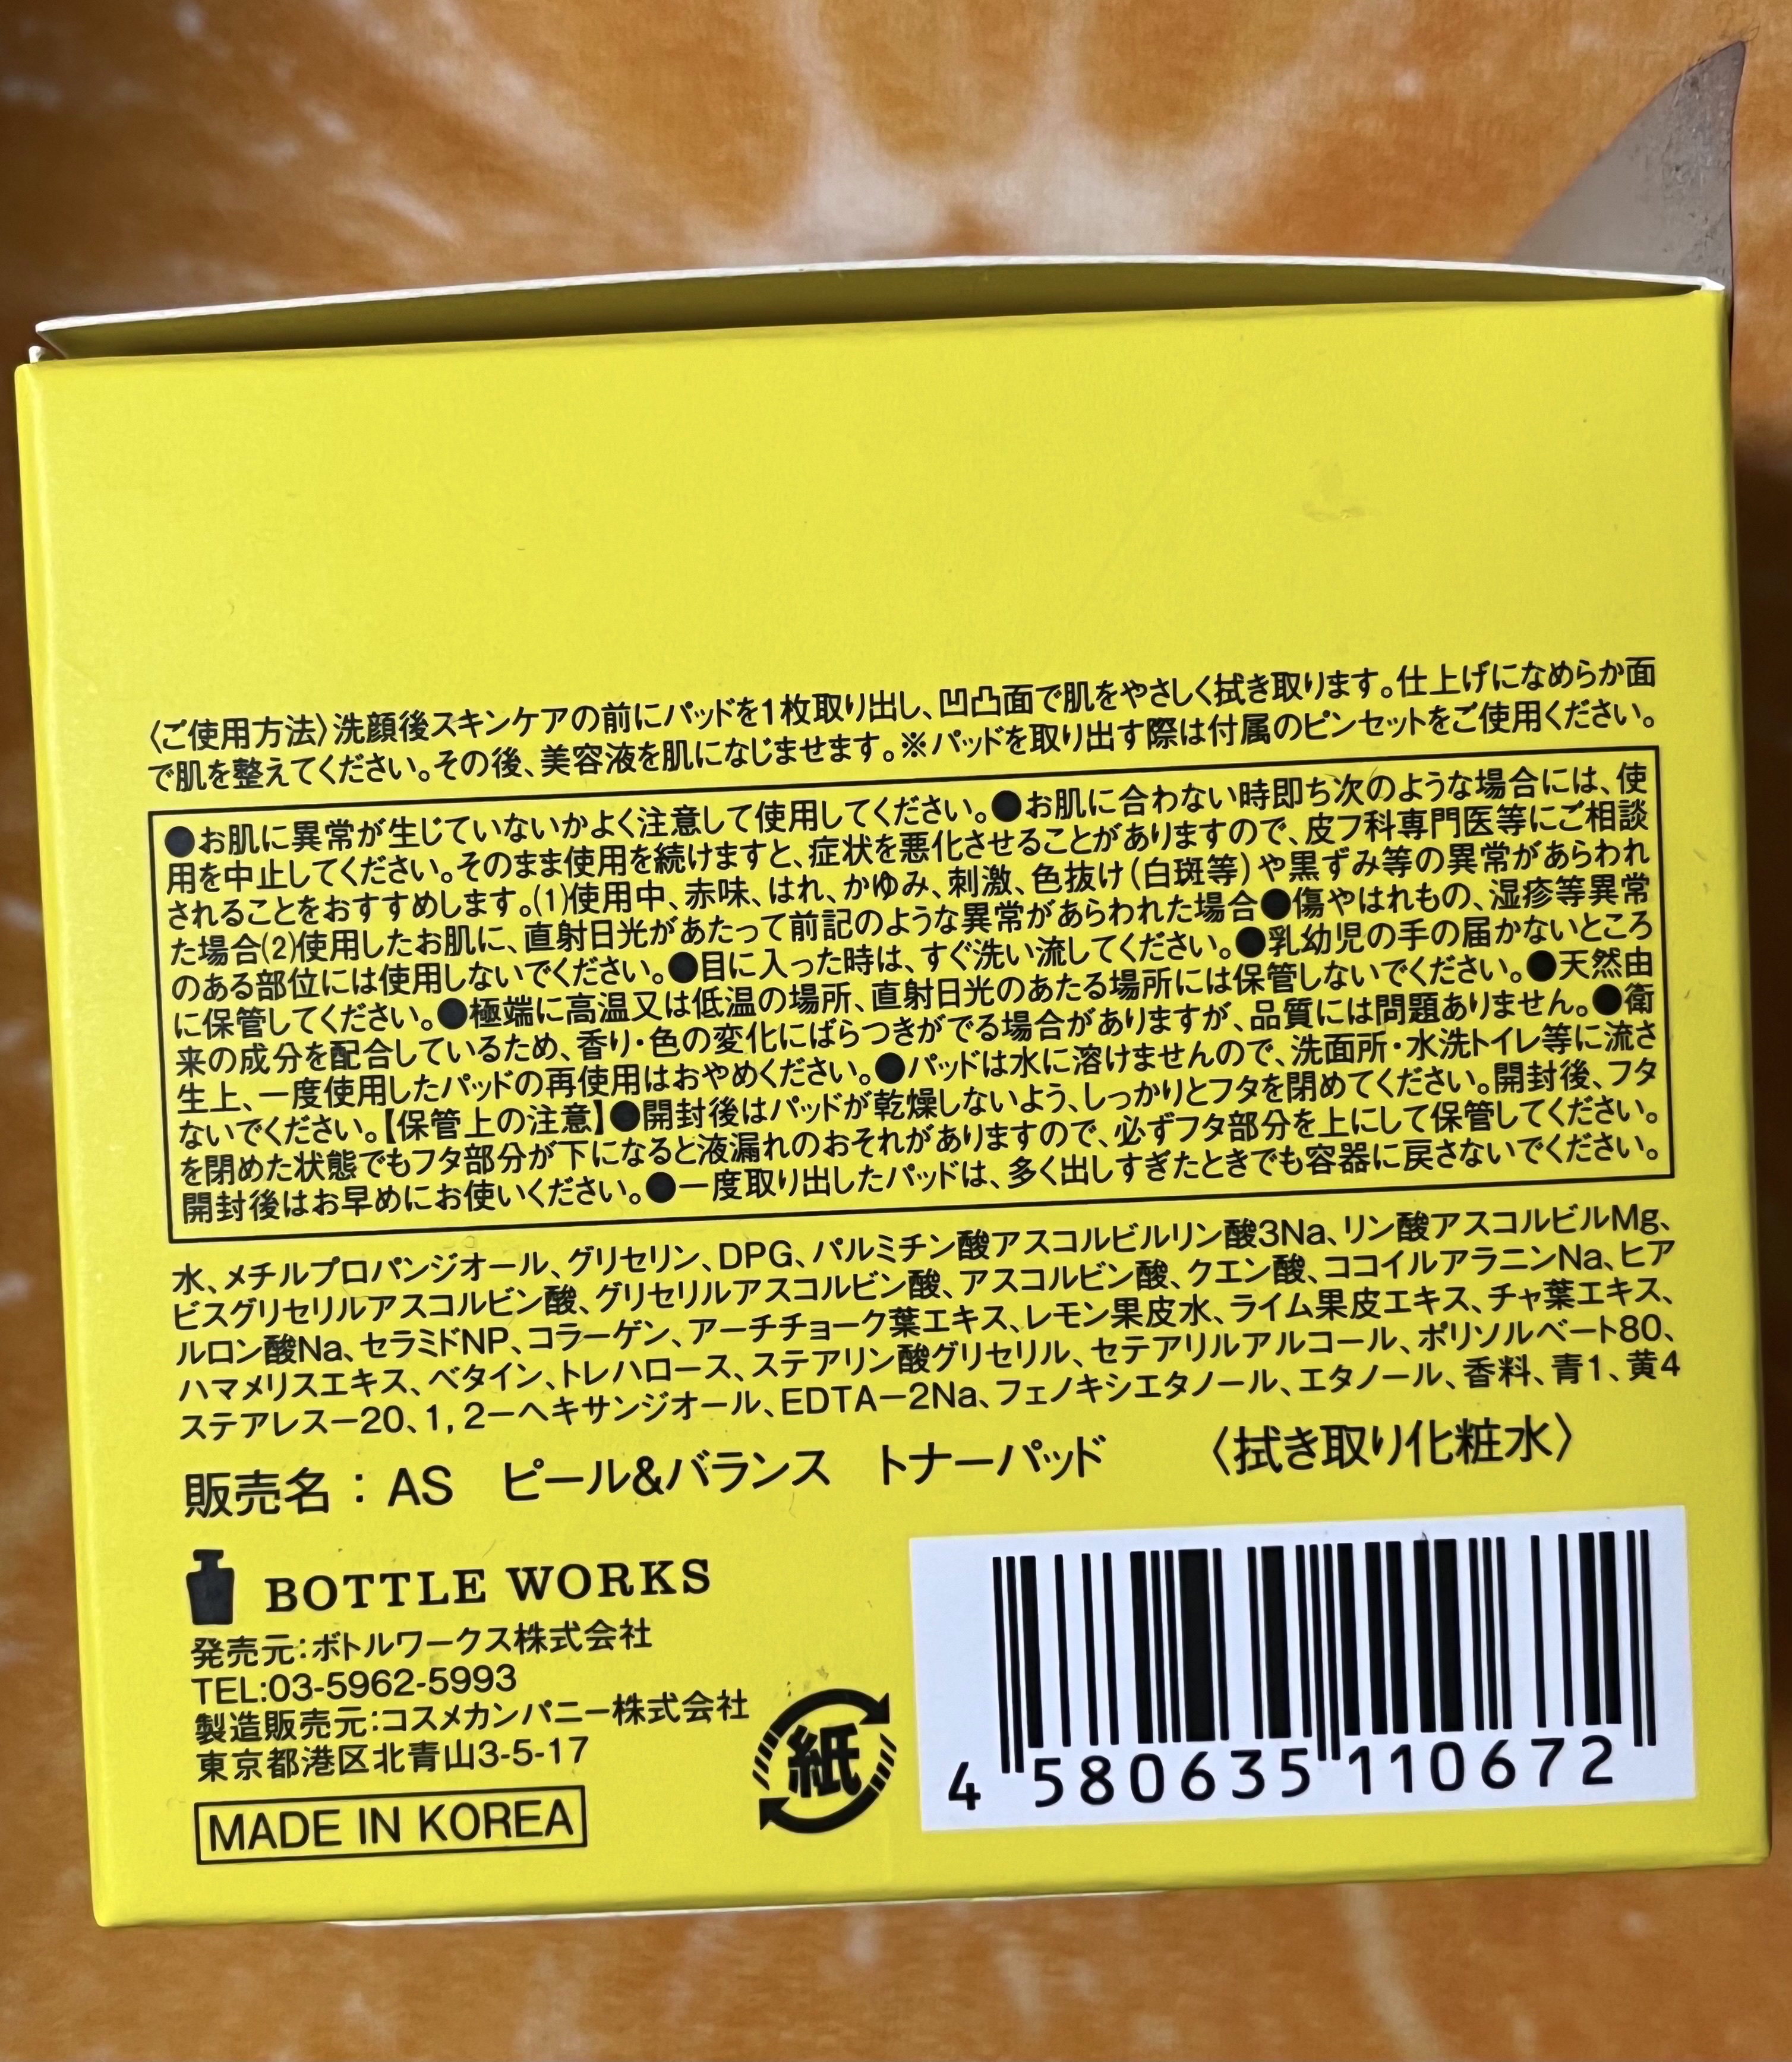 〈ご使用方法〉洗顔後スキンケアの前にパッドを1枚取り出し、凹凸面で肌をやさしく拭き取ります。仕上げになめらか面
で肌を整えてください。その後、美容液を肌になじませます。※パッドを取り出す際は付属のピンセットをご使用ください。
●お肌に異常が生じていないかよく注意して使用してください。●お肌に合わない時即ち次のような場合には、使
用を中止してください。そのまま使用を続けますと、症状を悪化させることがありますので、皮フ科専門医等にご相談
されることをおすすめします。(1)使用中、赤味、はれ、かゆみ、刺激、色抜け(白斑等)や黒ずみ等の異常があらわれ
た場合(2)使用したお肌に、直射日光があたって前記のような異常があらわれた場合●傷やはれもの、湿疹等異常
のある部位には使用しないでください。●目に入った時は、すぐ洗い流してください。●乳幼児の手の届かないところ
に保管してください。●極端に高温又は低温の場所、直射日光のあたる場所には保管しないでください。●天然由
来の成分を配合しているため、香り・色の変化にばらつきがでる場合がありますが、品質には問題ありません。●衛
生上、一度使用したパッドの再使用はおやめください。●パッドは水に溶けませんので、洗面所・水洗トイレ等に流さ
ないでください。【保管上の注意】●開封後はパッドが乾燥しないよう、しっかりとフタを閉めてください。開封後、フタ
を閉めた状態でもフタ部分が下になると液漏れのおそれがありますので、必ずフタ部分を上にして保管してください。
開封後はお早めにお使いください。●一度取り出したパッドは、多く出しすぎたときでも容器に戻さないでください。
水、メチルプロパンジオール、グリセリン、DPG、パルミチン酸アスコルビルリン酸3Na、リン酸アスコルビルMg、
ビスグリセリルアスコルビン酸、グリセリルアスコルビン酸、アスコルビン酸、クエン酸、ココイルアラニンNa、ヒア
ルロン酸Na、セラミドNP、コラーゲン、アーチチョーク葉エキス、レモン果皮水、ライム果皮エキス、チャ葉エキス、
ハマメリスエキス、ベタイン、トレハロース、ステアリン酸グリセリル、セテアリルアルコール、ポリソルベート80、
ステアレスー20、1，2ーヘキサンジオール、EDTAー2Na、フェノキシエタノール、エタノール、香料、青1、黄4
販売名：AS ピール&バランス トナーパッド 〈拭き取り化粧水〉
BOTTLE WORKS
発売元：ボトルワークス株式会社
TEL:03-5962-5993
製造販売元：コスメカンパニー株式会社
東京都港区北青山3-5-17
MADE IN KOREA
紙
4 580635 110672